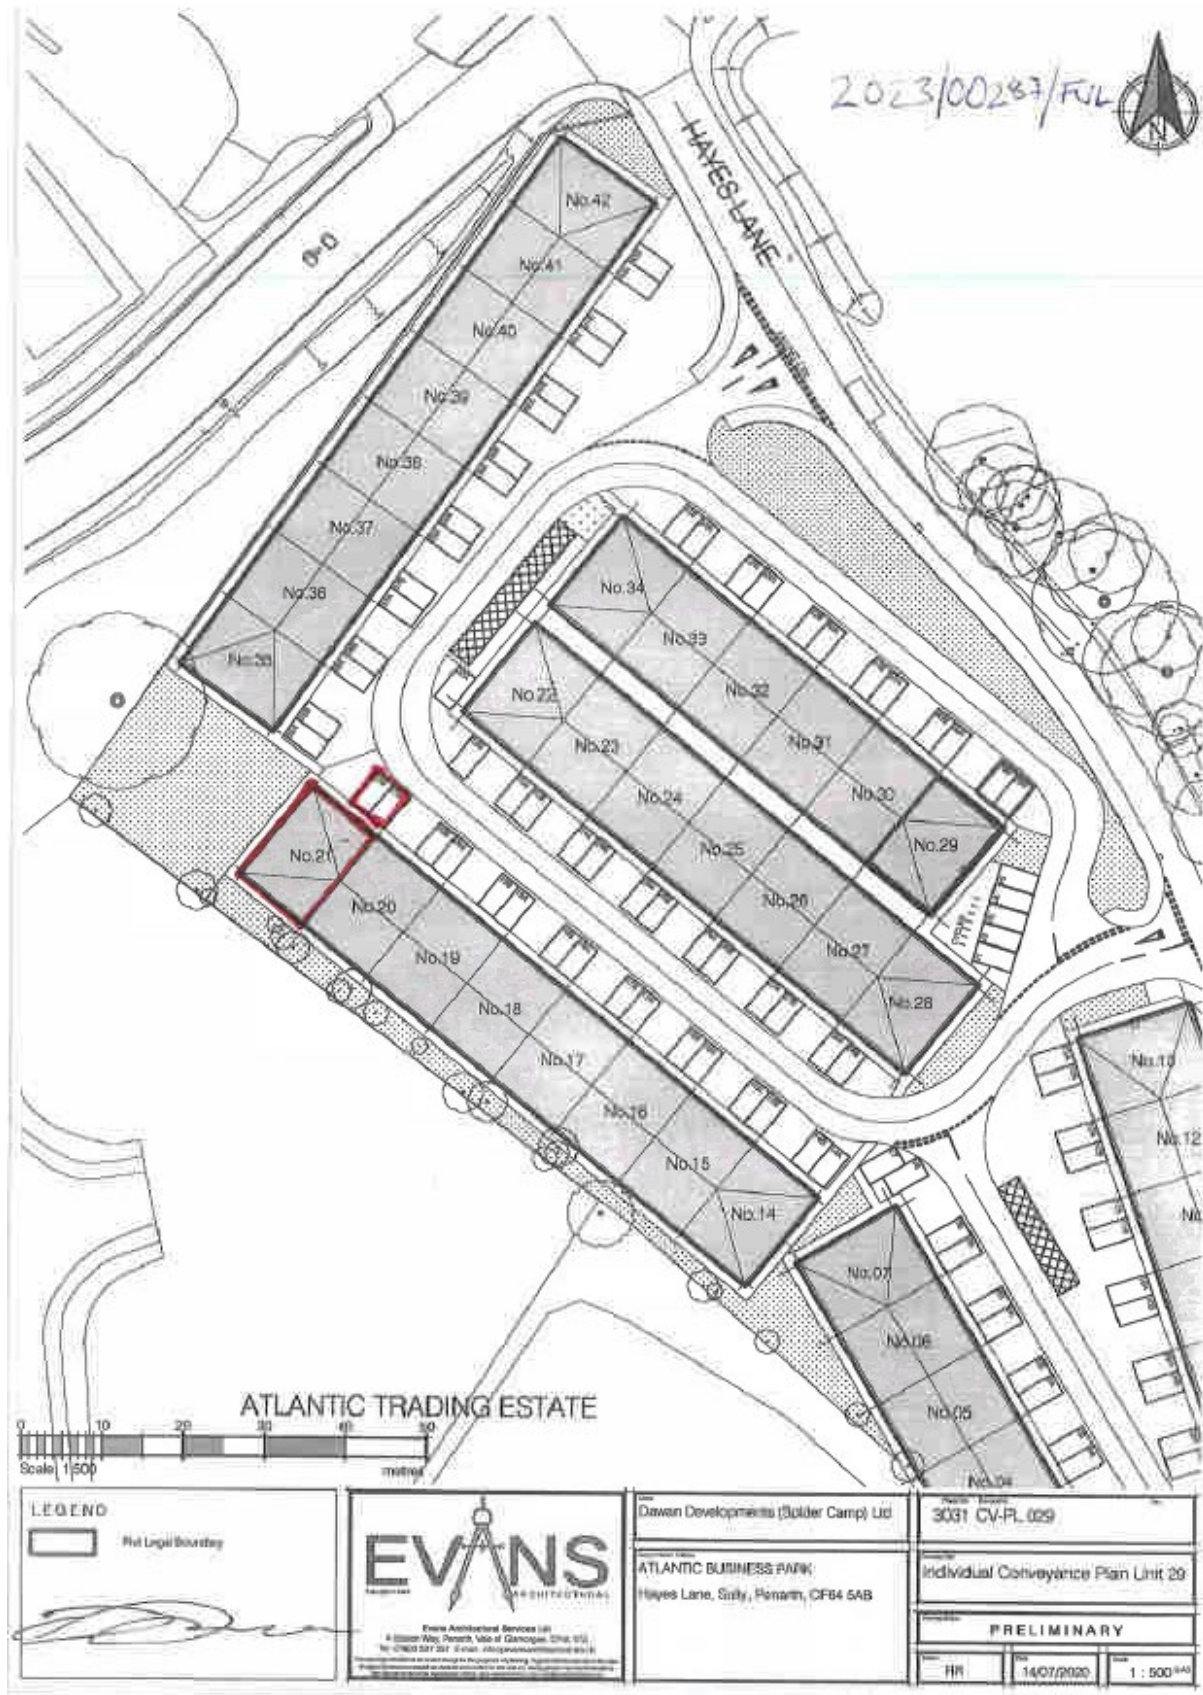 2023/00287/FUL
N
HAYES LANE
No.42
No.41
No.40
No.39
No.38
No.37
No.36
No.35
No.34
No.33
No.32
No.31
No.30
No.29
No.22
No.23
No.24
No.25
No.26
No.27
No.28
No.21
No.20
No.19
No.18
No.17
No.16
No.15
No.14
No.13
No.12
No.07
No.06
No.05
No.04
ATLANTIC TRADING ESTATE
0 10 20 30 40 50
Scale 1:500 metres
LEGEND
Plot Legal Boundary
EVANS
ARCHITECTURAL
Evans Architectural Services Ltd
Dawan Developments (Bolder Camp) Ltd
ATLANTIC BUSINESS PARK
Hayes Lane, Sully, Penarth, CF64 5AB
3031 CV-PL.029
Individual Conveyance Plan Unit 29
PRELIMINARY
14/07/2020
1 : 500